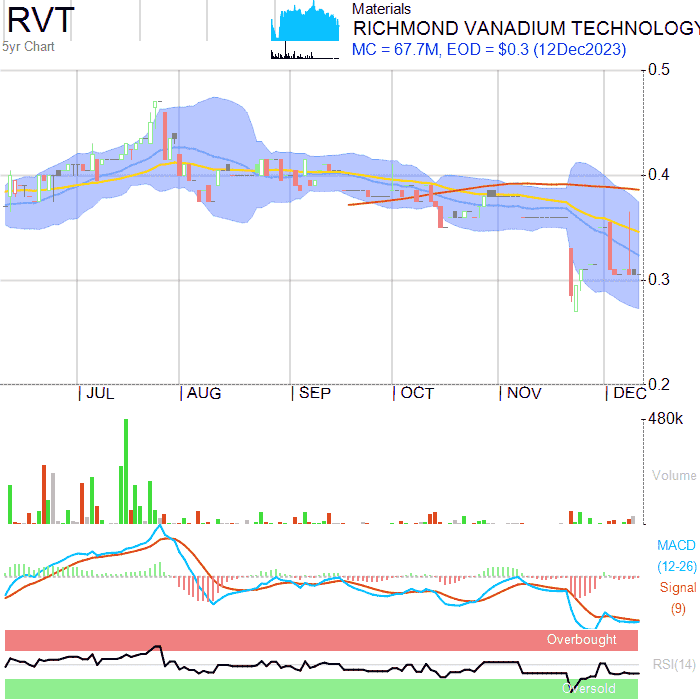 RVT
5yr Chart
Materials
RICHMOND VANADIUM TECHNOLOGY
MC = 67.7M, EOD = $0.3 (12Dec2023)
0.5
0.4
0.3
0.2
JUL AUG SEP OCT NOV DEC
480k
Volume
MACD
(12-26)
Signal
(9)
Overbought
RSI(14)
Oversold